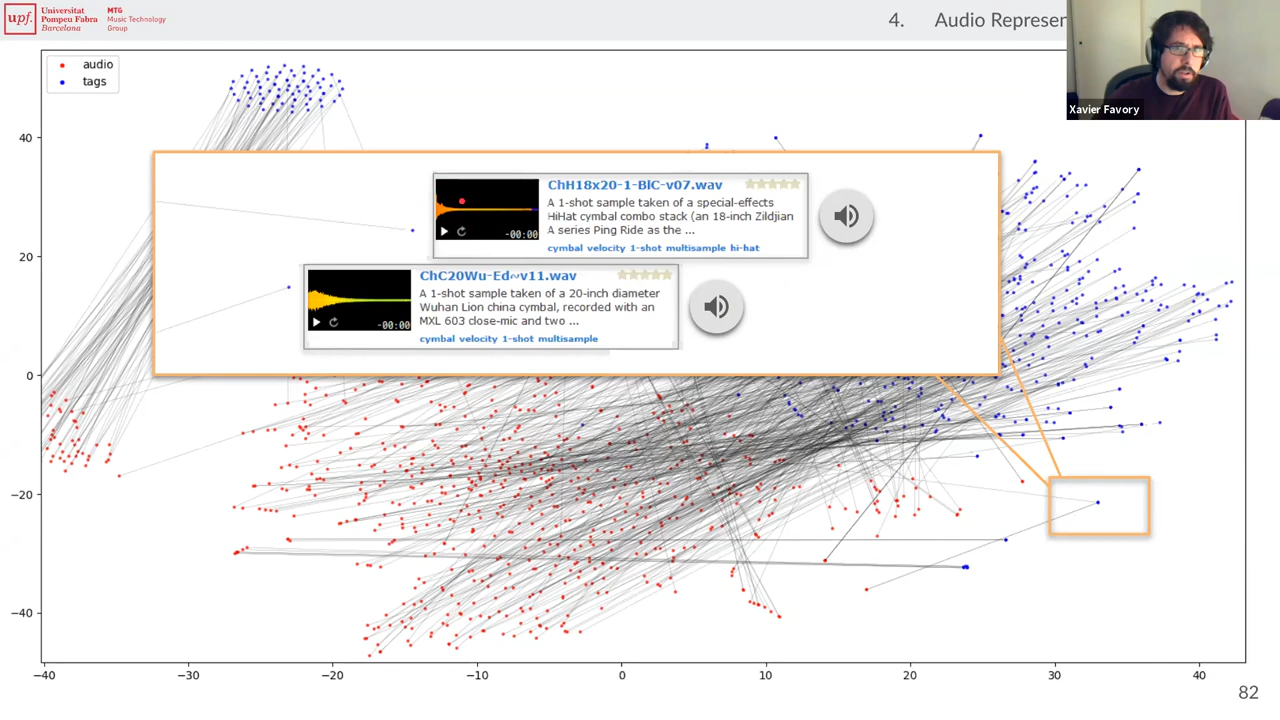 upf.
Universitat
Pompeu Fabra
Barcelona
MTG
Music Technology
Group
4. Audio Represen
Xavier Favory
audio
tags
ChH18x20-1-BlC-v07.wav
A 1-shot sample taken of a special-effects
HiHat cymbal combo stack (an 18-inch Zildjian
A series Ping Ride as the ...
-00:00
cymbal velocity 1-shot multisample hi-hat
ChC20Wu-Ed~v11.wav
A 1-shot sample taken of a 20-inch diameter
Wuhan Lion china cymbal, recorded with an
MXL 603 close-mic and two ...
-00:00
cymbal velocity 1-shot multisample
40
20
0
−20
−40
−40 −30 −20 −10 0 10 20 30 40
82